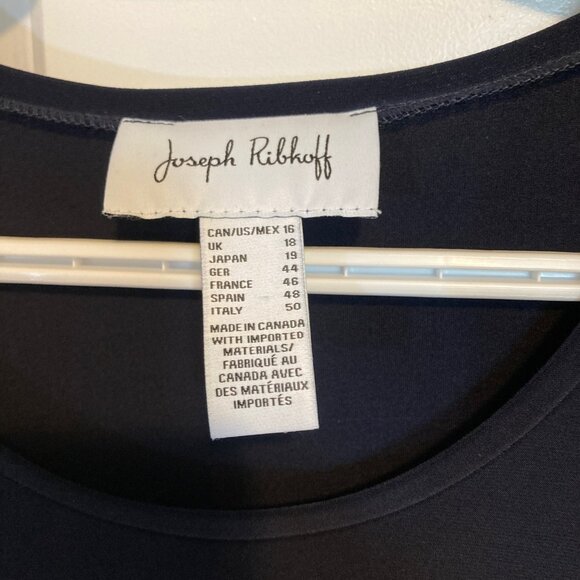 Joseph Ribkoff
CAN/US/MEX 16
UK 18
JAPAN 19
GER 44
FRANCE 46
SPAIN 48
ITALY 50
MADE IN CANADA
WITH IMPORTED
MATERIALS/
FABRIQUÉ AU
CANADA AVEC
DES MATÉRIAUX
IMPORTÉS